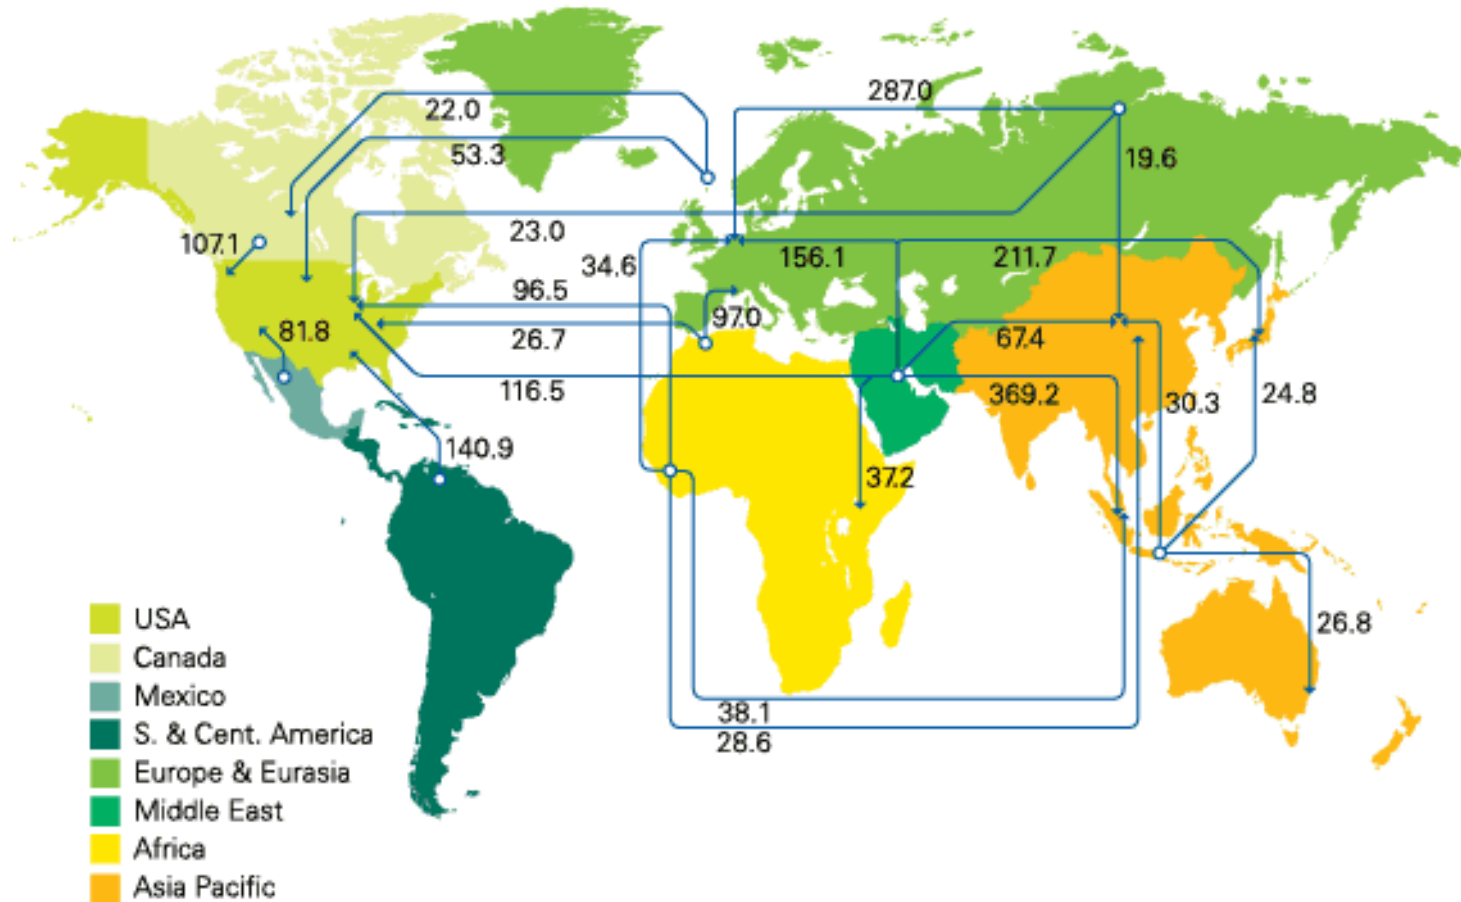 287.0
22.0
53.3
19.6
23.0
107.1
34.6
156.1
211.7
96.5
97.0
81.8
26.7
67.4
116.5
369.2
30.3
24.8
140.9
37.2
26.8
38.1
28.6
USA
Canada
Mexico
S. & Cent. America
Europe & Eurasia
Middle East
Africa
Asia Pacific